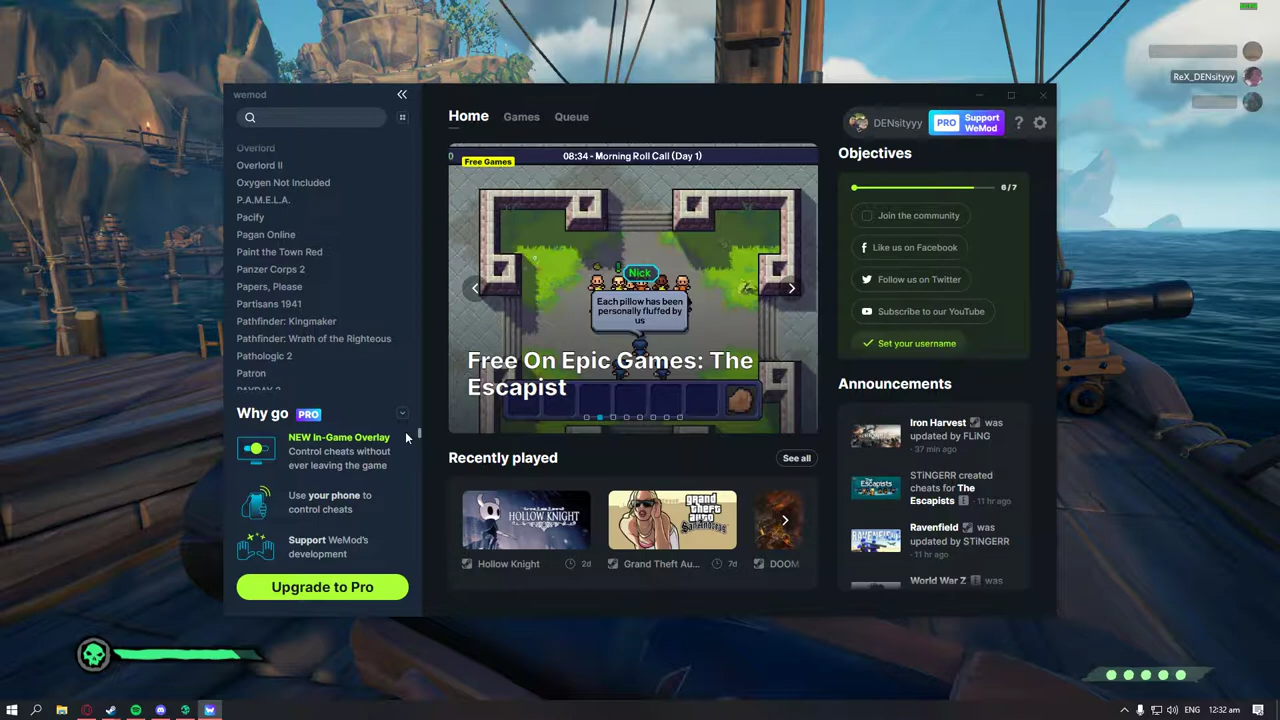 ReX_DENsityyy
wemod
Overlord
Overlord II
Oxygen Not Included
P.A.M.E.L.A.
Pacify
Pagan Online
Paint the Town Red
Panzer Corps 2
Papers, Please
Partisans 1941
Pathfinder: Kingmaker
Pathfinder: Wrath of the Righteous
Pathologic 2
Patron
PAYDAY 2
Why go PRO
NEW In-Game Overlay
Control cheats without
ever leaving the game
Use your phone to
control cheats
Support WeMod's
development
Upgrade to Pro
Home Games Queue
0 08:34 - Morning Roll Call (Day 1)
Free Games
Nick
Each pillow has been
personally fluffed by
us
Free On Epic Games: The
Escapist
Recently played
See all
HOLLOW KNIGHT
grand
theft
auto
SanAndreas
Hollow Knight 2d
Grand Theft Au... 7d
DOOM
DENsityyy
PRO Support
WeMod
?
Objectives
6/7
Join the community
Like us on Facebook
Follow us on Twitter
Subscribe to our YouTube
Set your username
Announcements
Iron Harvest was
updated by FLiNG
· 37 min ago
STiNGERR created
cheats for The
Escapists · 11 hr ago
Ravenfield was
updated by STiNGERR
· 11 hr ago
World War Z was
ENG 12:32 am